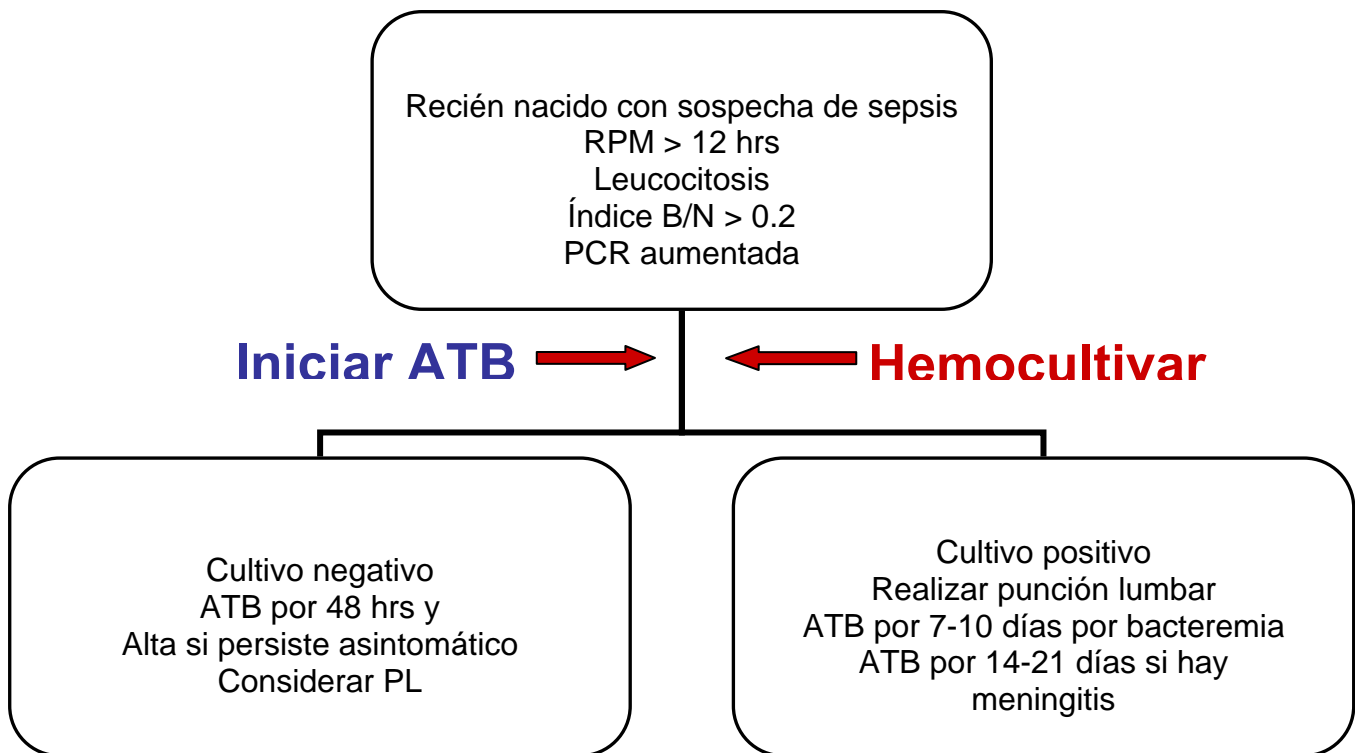 Recién nacido con sospecha de sepsis
RPM > 12 hrs
Leucocitosis
Índice B/N > 0.2
PCR aumentada
Iniciar ATB
Hemocultivar
Cultivo negativo
ATB por 48 hrs y
Alta si persiste asintomático
Considerar PL
Cultivo positivo
Realizar punción lumbar
ATB por 7-10 días por bacteremia
ATB por 14-21 días si hay
meningitis